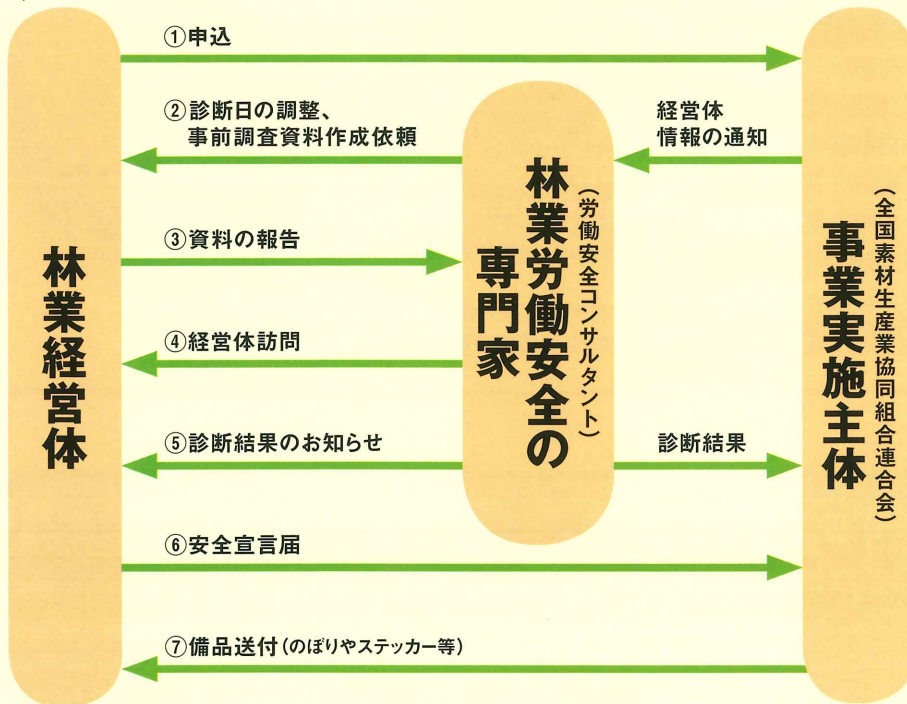 ①申込
②診断日の調整、
事前調査資料作成依頼
経営体
情報の通知
③資料の報告
④経営体訪問
⑤診断結果のお知らせ
診断結果
⑥安全宣言届
⑦備品送付(のぼりやステッカー等)
林業経営体
林業労働安全の
専門家
(労働安全コンサルタント)
事業実施主体
(全国素材生産業協同組合連合会)